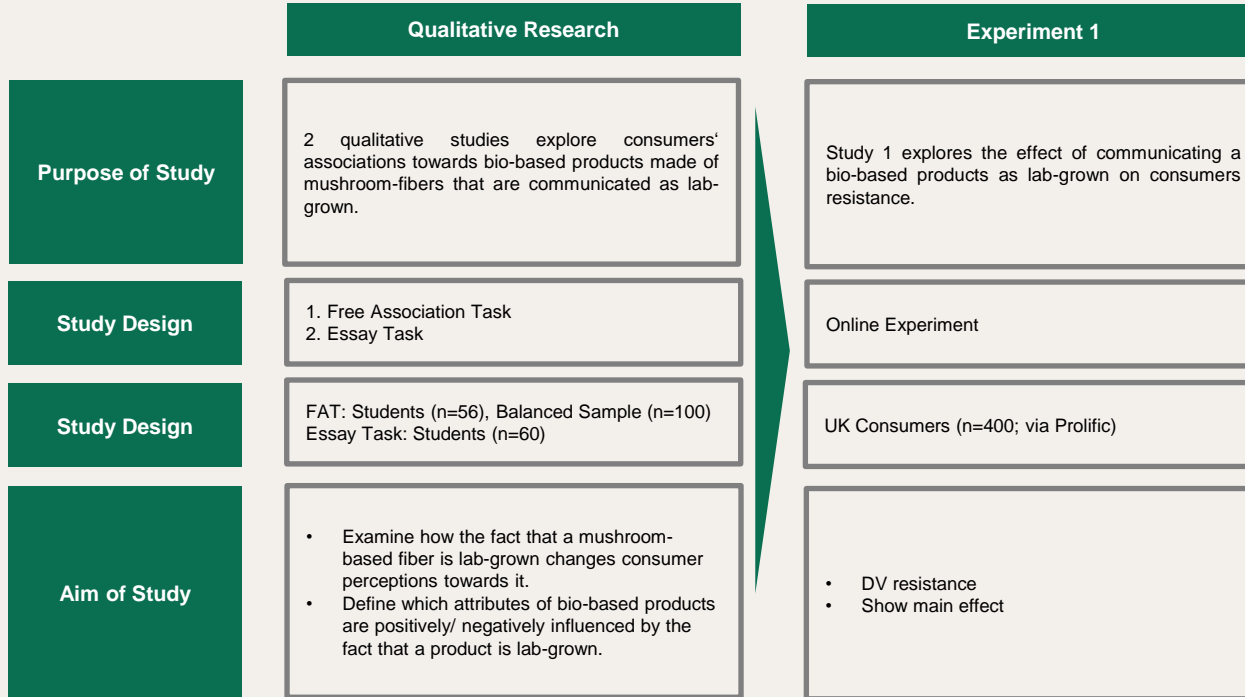 Qualitative Research
Experiment 1
Purpose of Study
2 qualitative studies explore consumers‘
associations towards bio-based products made of
mushroom-fibers that are communicated as lab-
grown.
Study 1 explores the effect of communicating a
bio-based products as lab-grown on consumers
resistance.
Study Design
1. Free Association Task
2. Essay Task
Online Experiment
Study Design
FAT: Students (n=56), Balanced Sample (n=100)
Essay Task: Students (n=60)
UK Consumers (n=400; via Prolific)
Aim of Study
• Examine how the fact that a mushroom-
based fiber is lab-grown changes consumer
perceptions towards it.
• Define which attributes of bio-based products
are positively/ negatively influenced by the
fact that a product is lab-grown.
• DV resistance
• Show main effect